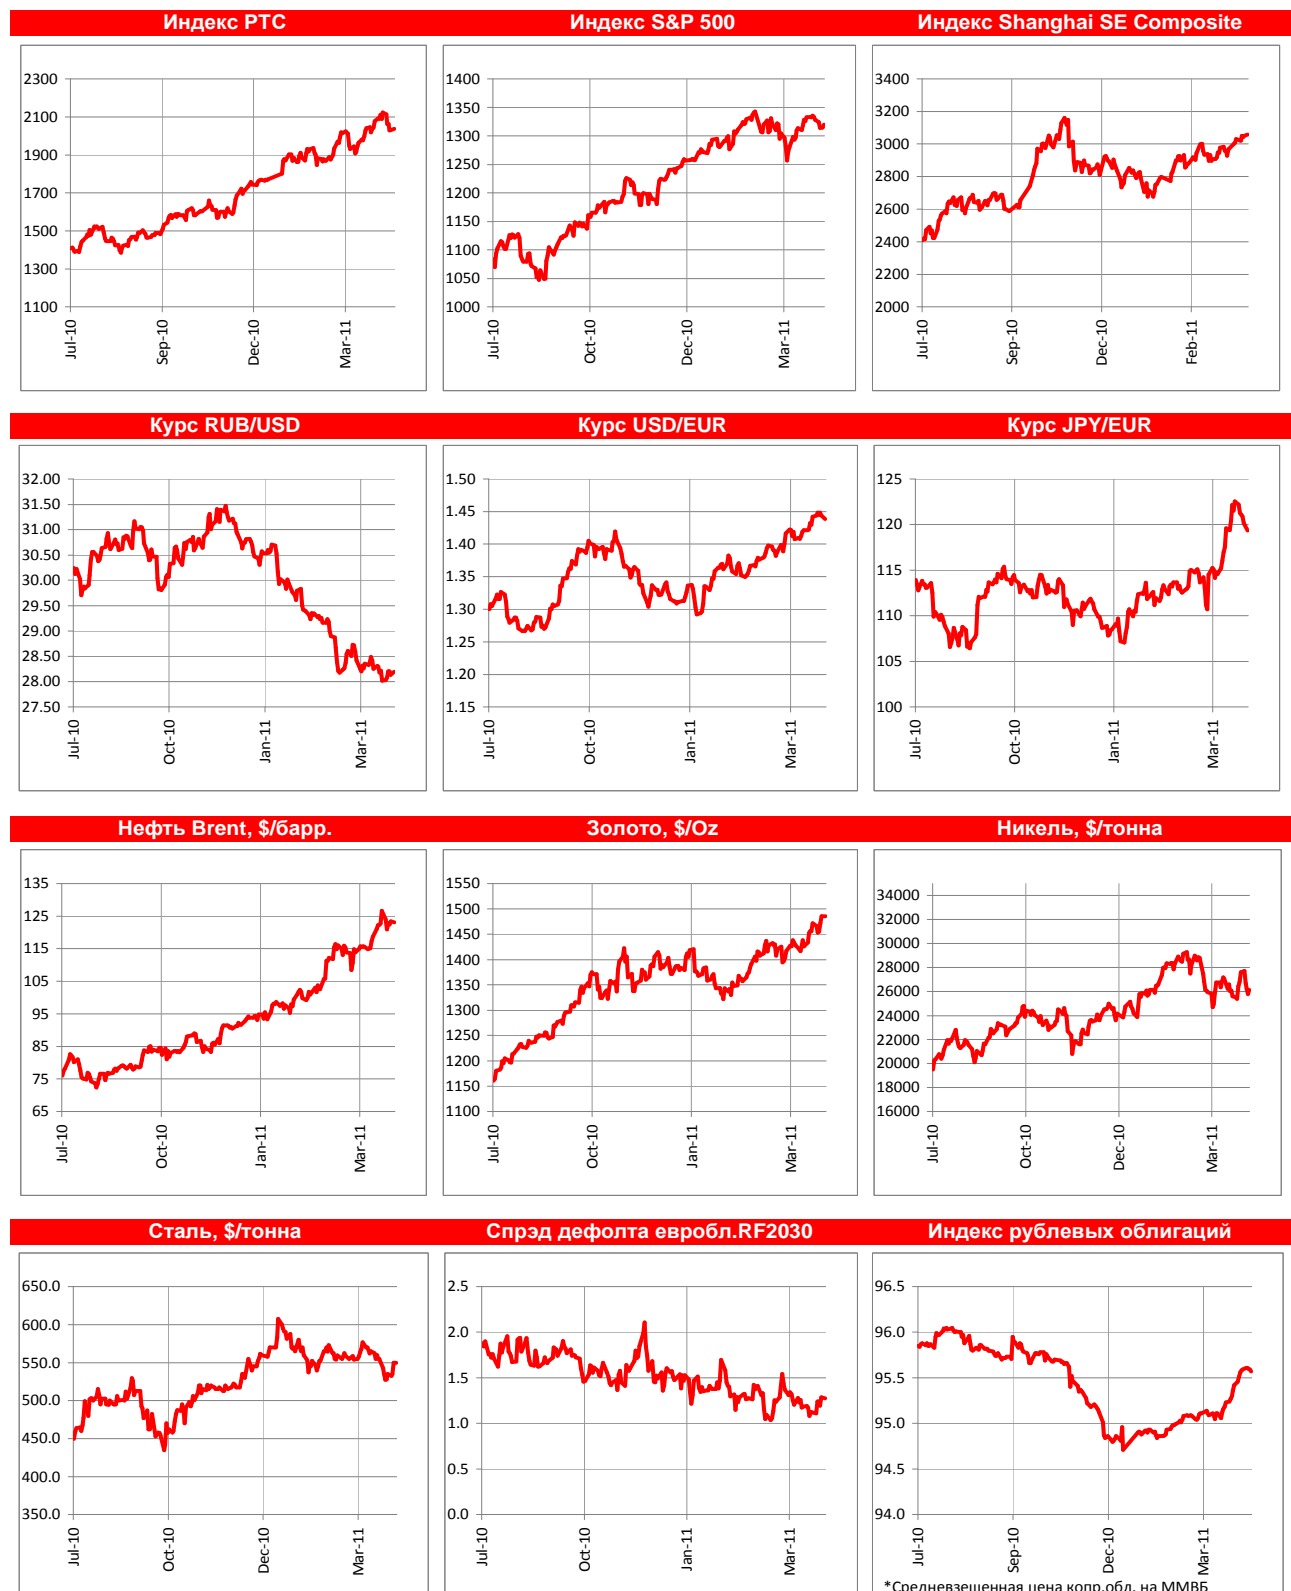 Индекс РТС
Индекс S&P 500
Индекс Shanghai SE Composite
2300
2100
1900
1700
1500
1300
1100
Jul-10
Sep-10
Dec-10
Mar-11
1400
1350
1300
1250
1200
1150
1100
1050
1000
Jul-10
Oct-10
Dec-10
Mar-11
3400
3200
3000
2800
2600
2400
2200
2000
Jul-10
Sep-10
Dec-10
Feb-11
Курс RUB/USD
Курс USD/EUR
Курс JPY/EUR
32.00
31.50
31.00
30.50
30.00
29.50
29.00
28.50
28.00
27.50
Jul-10
Oct-10
Jan-11
Mar-11
1.50
1.45
1.40
1.35
1.30
1.25
1.20
1.15
Jul-10
Oct-10
Jan-11
Mar-11
125
120
115
110
105
100
Jul-10
Oct-10
Jan-11
Mar-11
Нефть Brent, $/барр.
Золото, $/Oz
Никель, $/тонна
135
125
115
105
95
85
75
65
Jul-10
Oct-10
Jan-11
Mar-11
1550
1500
1450
1400
1350
1300
1250
1200
1150
1100
Jul-10
Oct-10
Jan-11
Mar-11
34000
32000
30000
28000
26000
24000
22000
20000
18000
16000
Jul-10
Oct-10
Dec-10
Mar-11
Сталь, $/тонна
Спрэд дефолта евробл.RF2030
Индекс рублевых облигаций
650.0
600.0
550.0
500.0
450.0
400.0
350.0
Jul-10
Oct-10
Dec-10
Mar-11
2.5
2.0
1.5
1.0
0.5
0.0
Jul-10
Oct-10
Jan-11
Mar-11
96.5
96.0
95.5
95.0
94.5
94.0
Jul-10
Sep-10
Dec-10
Mar-11
*Средневзешенная цена копр.обл. на ММВБ